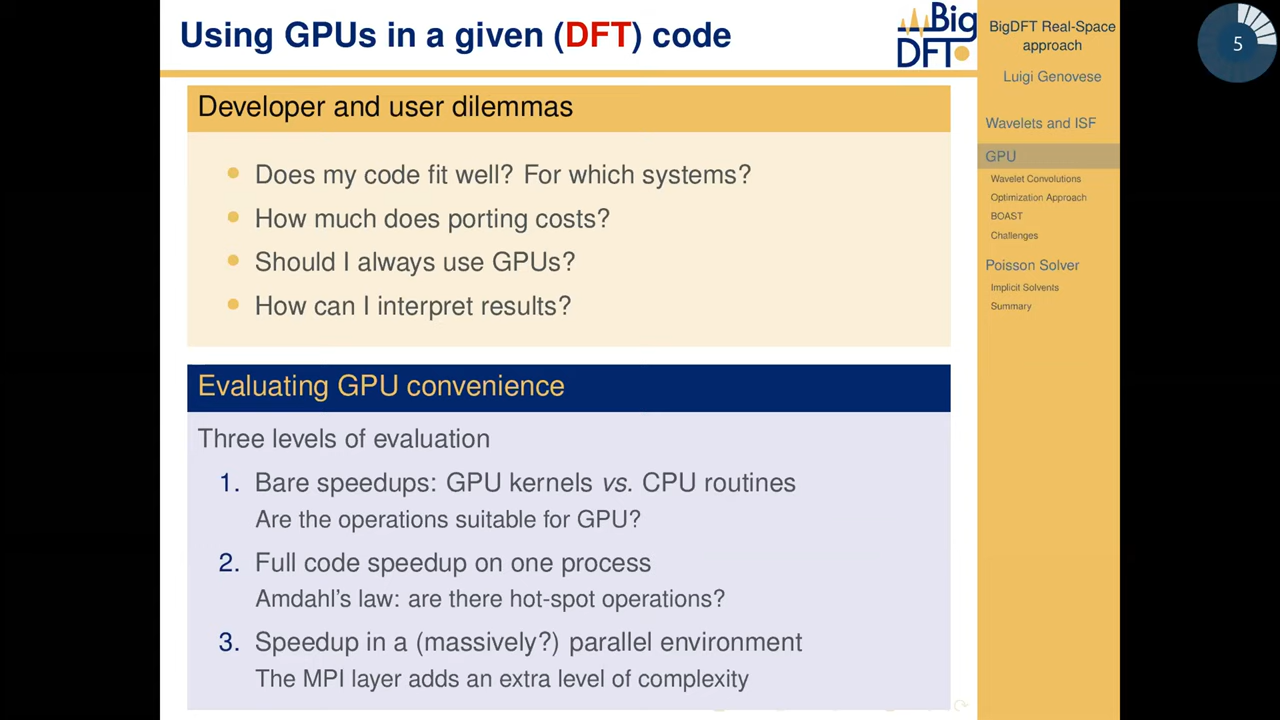 Using GPUs in a given (DFT) code
Big
DFT
Developer and user dilemmas
Does my code fit well? For which systems?
How much does porting costs?
Should I always use GPUs?
How can I interpret results?
Evaluating GPU convenience
Three levels of evaluation
1. Bare speedups: GPU kernels vs. CPU routines
Are the operations suitable for GPU?
2. Full code speedup on one process
Amdahl's law: are there hot-spot operations?
3. Speedup in a (massively?) parallel environment
The MPI layer adds an extra level of complexity
BigDFT Real-Space
approach
Luigi Genovese
Wavelets and ISF
GPU
Wavelet Convolutions
Optimization Approach
BOAST
Challenges
Poisson Solver
Implicit Solvents
Summary
5